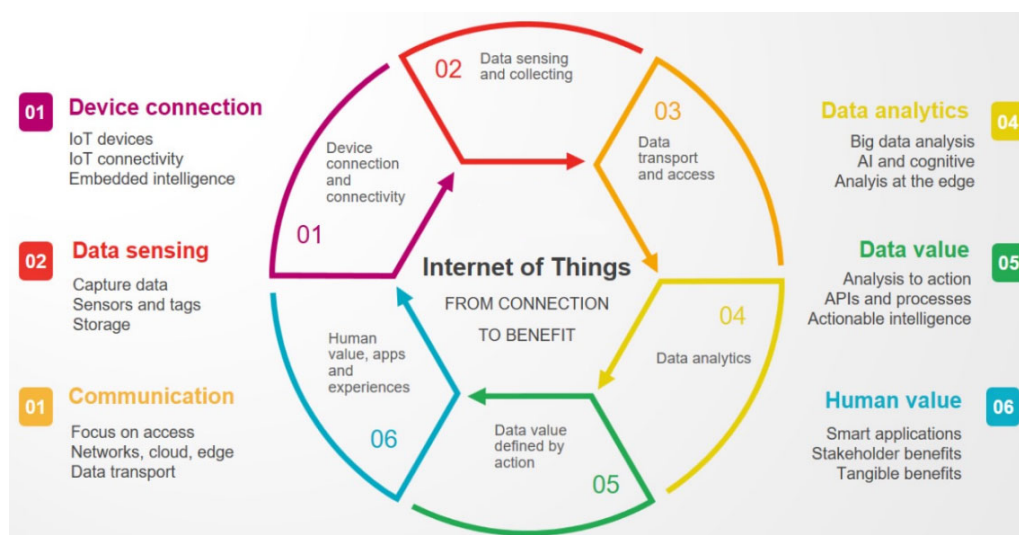 01
Device connection
IoT devices
IoT connectivity
Embedded intelligence
02
Data sensing
Capture data
Sensors and tags
Storage
01
Communication
Focus on access
Networks, cloud, edge
Data transport
Device
connection
and
connectivity
01
02
Data sensing
and collecting
03
Data
transport
and access
Internet of Things
FROM CONNECTION
TO BENEFIT
04
Data analytics
Data value
defined by
action
05
Human
value, apps
and
experiences
06
Data analytics
04
Big data analysis
AI and cognitive
Analyis at the edge
Data value
05
Analysis to action
APIs and processes
Actionable intelligence
Human value
06
Smart applications
Stakeholder benefits
Tangible benefits